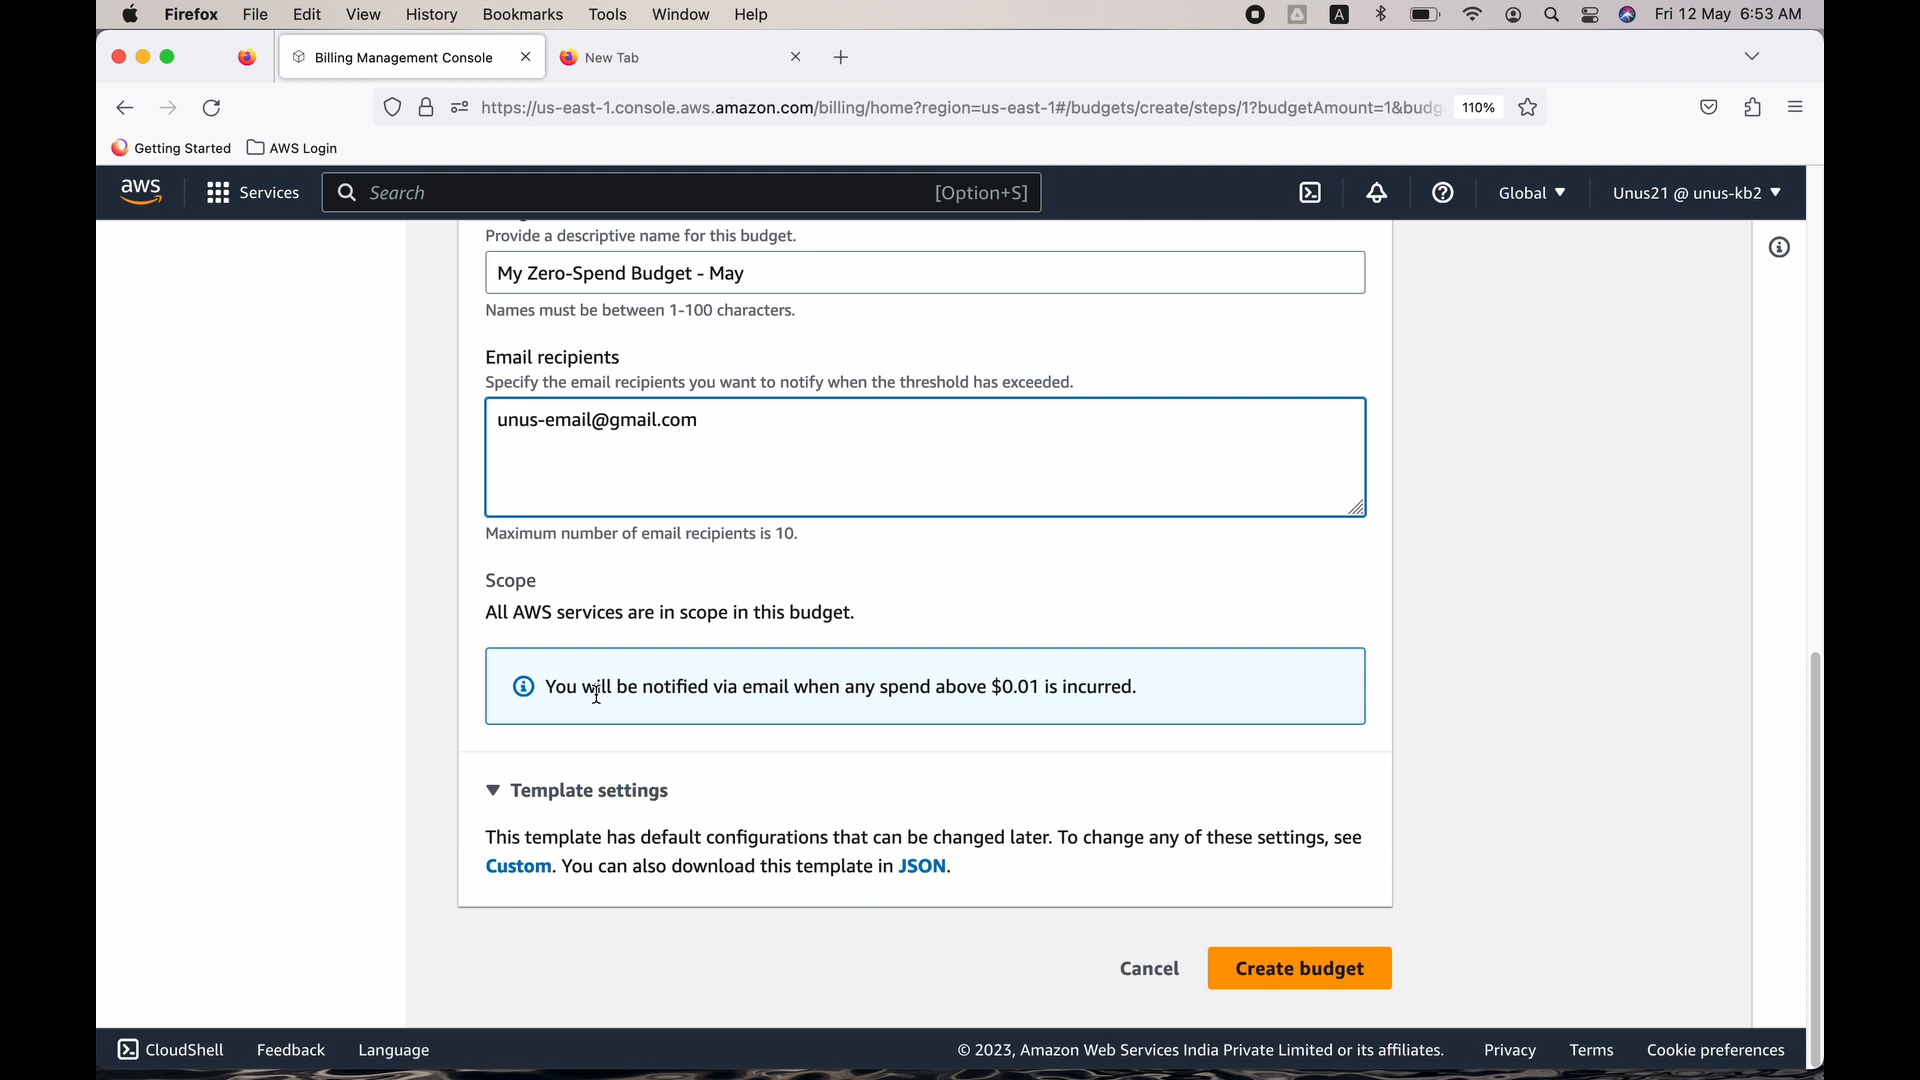 Firefox File Edit View History Bookmarks Tools Window Help A Fri 12 May 6:53 AM
Billing Management Console New Tab
https://us-east-1.console.aws.amazon.com/billing/home?region=us-east-1#/budgets/create/steps/1?budgetAmount=1&budg 110%
Getting Started AWS Login
aws Services Search [Option+S] Global Unus21 @ unus-kb2
Provide a descriptive name for this budget.
My Zero-Spend Budget - May
Names must be between 1-100 characters.
Email recipients
Specify the email recipients you want to notify when the threshold has exceeded.
unus-email@gmail.com
Maximum number of email recipients is 10.
Scope
All AWS services are in scope in this budget.
You will be notified via email when any spend above $0.01 is incurred.
Template settings
This template has default configurations that can be changed later. To change any of these settings, see
Custom. You can also download this template in JSON.
Cancel Create budget
CloudShell Feedback Language © 2023, Amazon Web Services India Private Limited or its affiliates. Privacy Terms Cookie preferences